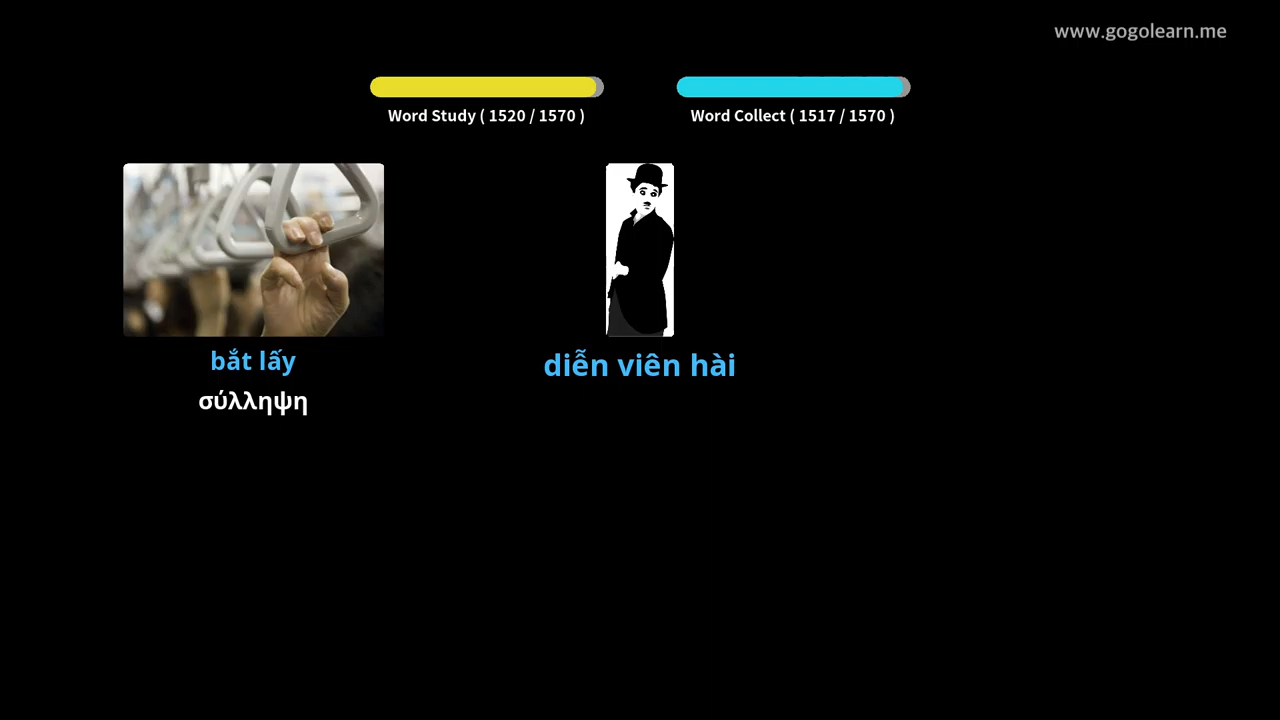 www.gogolearn.me
Word Study ( 1520 / 1570 )
Word Collect ( 1517 / 1570 )
bắt lấy
σύλληψη
diễn viên hài